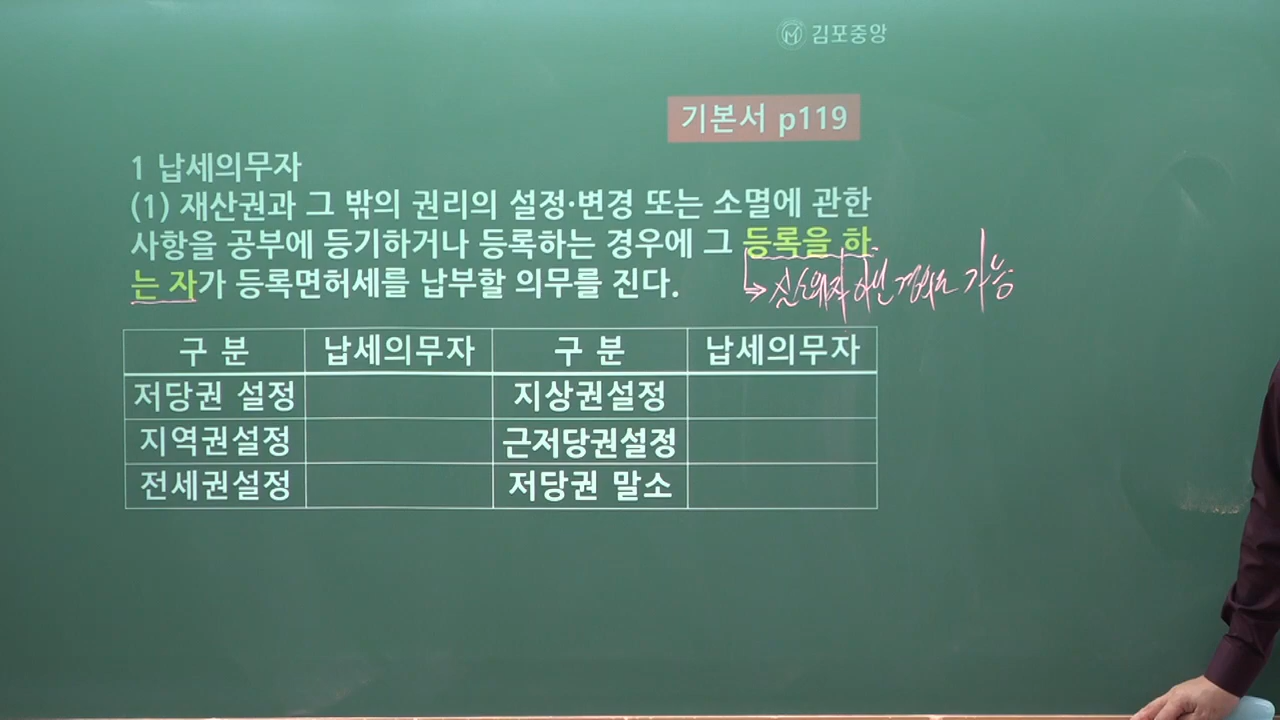 김포중앙
기본서 p119
1 납세의무자
(1) 재산권과 그 밖의 권리의 설정·변경 또는 소멸에 관한
사항을 공부에 등기하거나 등록하는 경우에 그 등록을 하
는 자가 등록면허세를 납부할 의무를 진다.
가능
구 분 납세의무자 구 분 납세의무자
저당권 설정 지상권설정
지역권설정 근저당권설정
전세권설정 저당권 말소